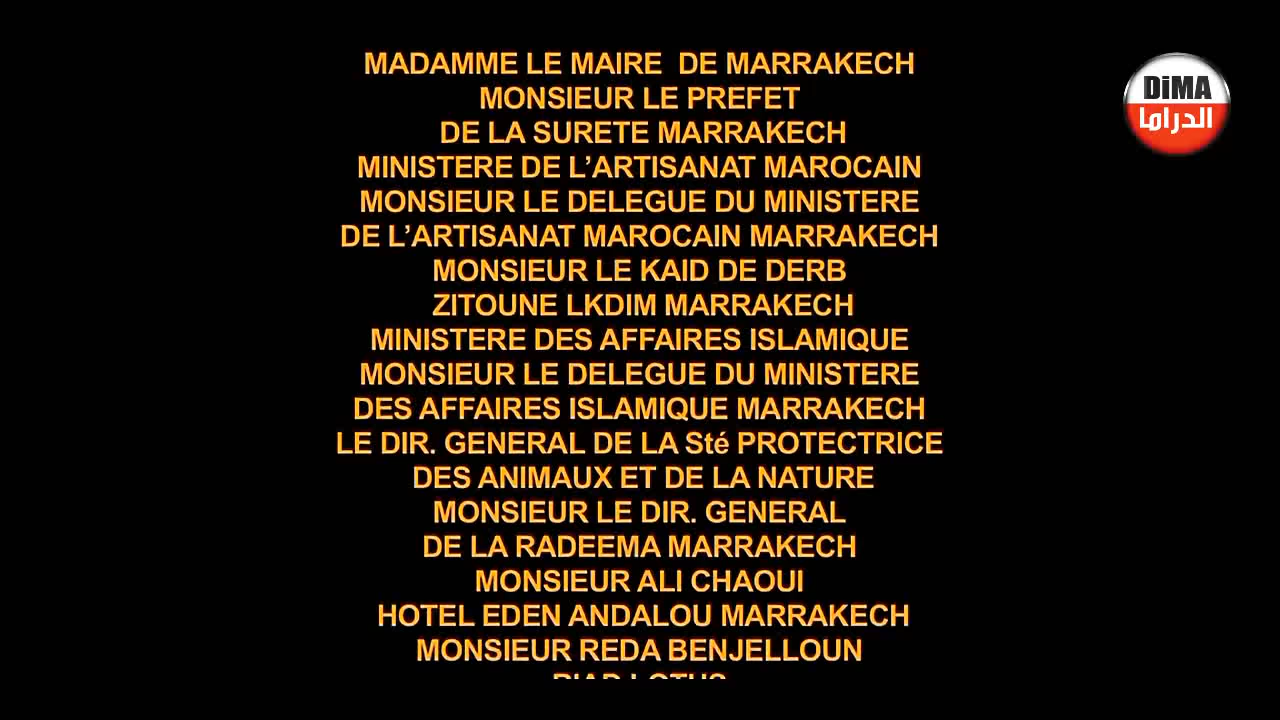 MADAMME LE MAIRE  DE MARRAKECH
MONSIEUR LE PREFET
DE LA SURETE MARRAKECH
MINISTERE DE L’ARTISANAT MAROCAIN
MONSIEUR LE DELEGUE DU MINISTERE
DE L’ARTISANAT MAROCAIN MARRAKECH
MONSIEUR LE KAID DE DERB
ZITOUNE LKDIM MARRAKECH
MINISTERE DES AFFAIRES ISLAMIQUE
MONSIEUR LE DELEGUE DU MINISTERE
DES AFFAIRES ISLAMIQUE MARRAKECH
LE DIR. GENERAL DE LA Sté PROTECTRICE
DES ANIMAUX ET DE LA NATURE
MONSIEUR LE DIR. GENERAL
DE LA RADEEMA MARRAKECH
MONSIEUR ALI CHAOUI
HOTEL EDEN ANDALOU MARRAKECH
MONSIEUR REDA BENJELLOUN
RIAD LOTUS
DiMA
الدراما